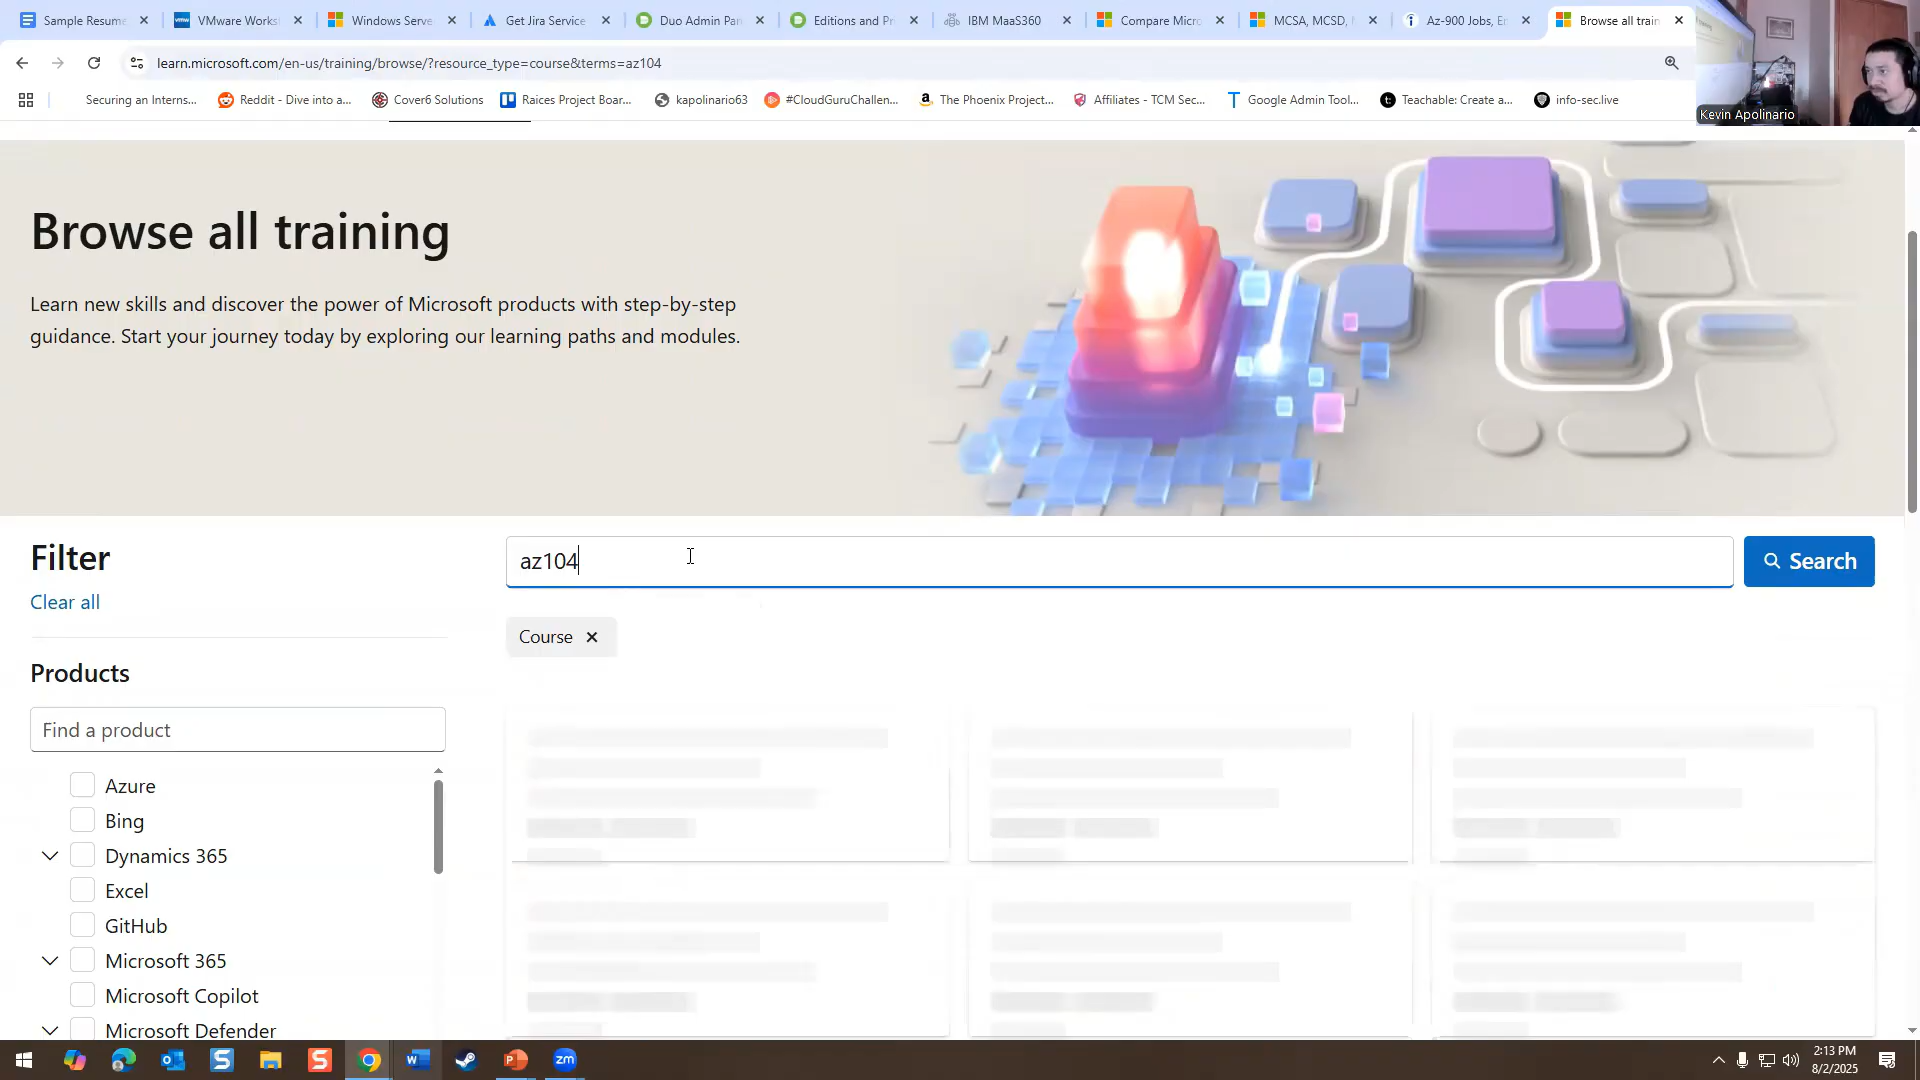 Sample Resume
VMware Works
Windows Serve
Get Jira Service
Duo Admin Pan
Editions and Pr
IBM MaaS360
Compare Micro
MCSA, MCSD,
Az-900 Jobs, En
Browse all train
learn.microsoft.com/en-us/training/browse/?resource_type=course&terms=az104
Securing an Interns...
Reddit - Dive into a...
Cover6 Solutions
Raices Project Boar...
kapolinario63
#CloudGuruChallen...
The Phoenix Project...
Affiliates - TCM Sec...
Google Admin Tool...
Teachable: Create a...
info-sec.live
Kevin Apolinario
Browse all training
Learn new skills and discover the power of Microsoft products with step-by-step
guidance. Start your journey today by exploring our learning paths and modules.
Filter
Clear all
az104
Search
Course
Products
Find a product
Azure
Bing
Dynamics 365
Excel
GitHub
Microsoft 365
Microsoft Copilot
Microsoft Defender
2:13 PM
8/2/2025